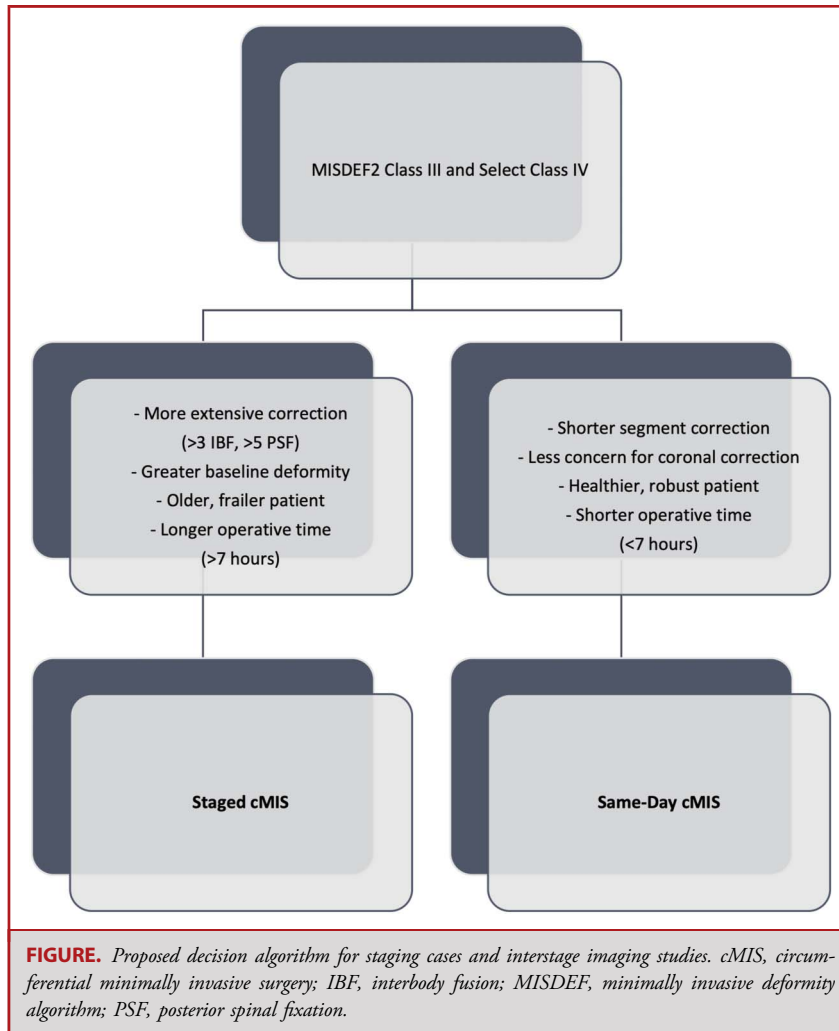 MISDEF2 Class III and Select Class IV
- More extensive correction
(>3 IBF, >5 PSF)
- Greater baseline deformity
- Older, frailer patient
- Longer operative time
(>7 hours)
- Shorter segment correction
- Less concern for coronal correction
- Healthier, robust patient
- Shorter operative time
(<7 hours)
Staged cMIS
Same-Day cMIS
FIGURE. Proposed decision algorithm for staging cases and interstage imaging studies. cMIS, circum-
ferential minimally invasive surgery; IBF, interbody fusion; MISDEF, minimally invasive deformity
algorithm; PSF, posterior spinal fixation.